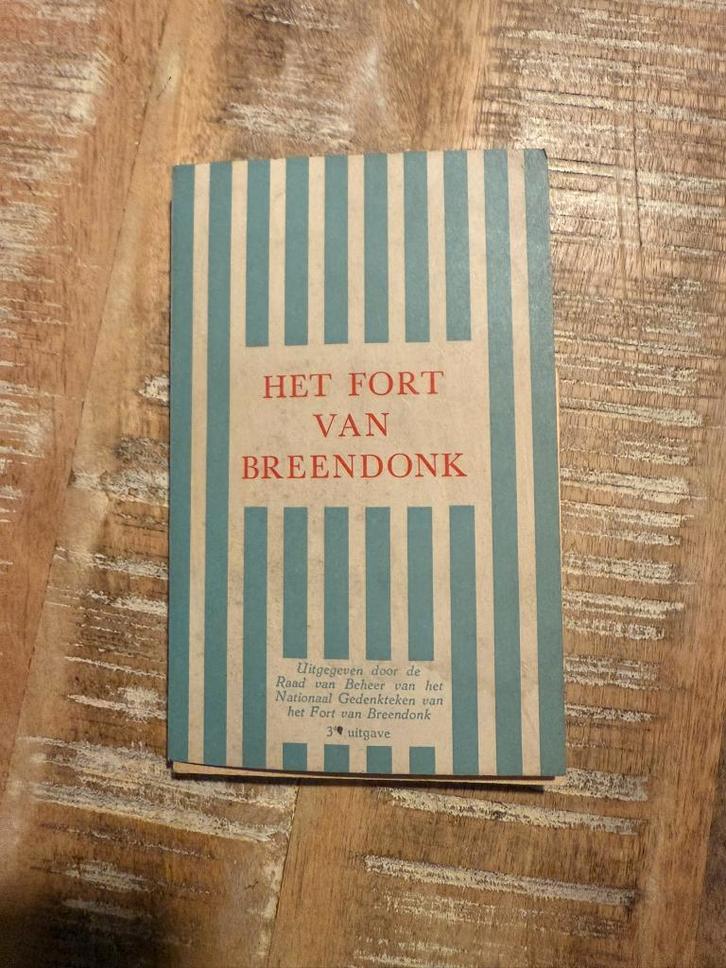 HET FORT
VAN
BREENDONK
Uitgegeven door de
Raad van Beheer van het
Nationaal Gedenkteken van
het Fort van Breendonk
3e uitgave